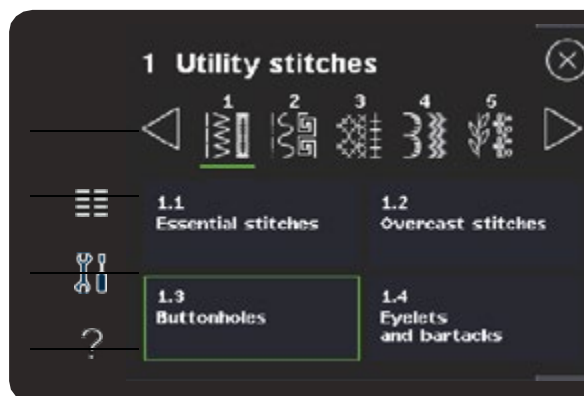 1 Utility stitches
1 2 3 4 5
1.1
Essential stitches
1.2
Overcast stitches
1.3
Buttonholes
1.4
Eyelets
and bartacks
?